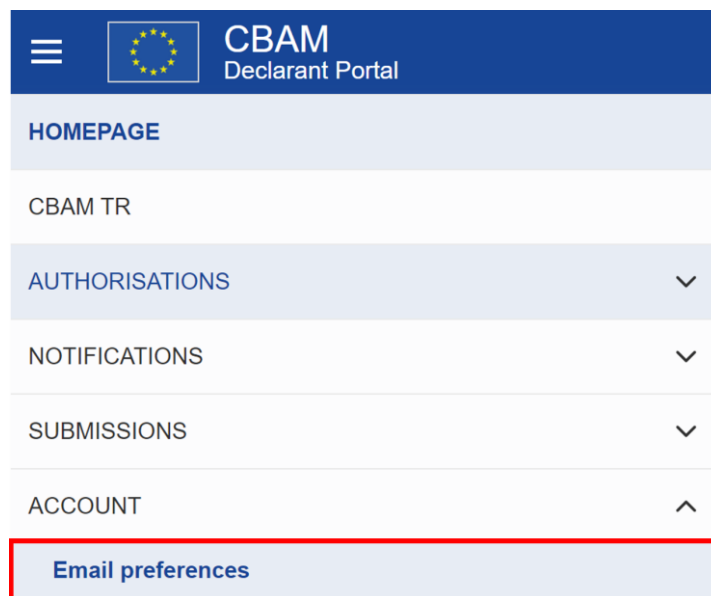 CBAM
Declarant Portal
HOMEPAGE
CBAM TR
AUTHORISATIONS
NOTIFICATIONS
SUBMISSIONS
ACCOUNT
Email preferences